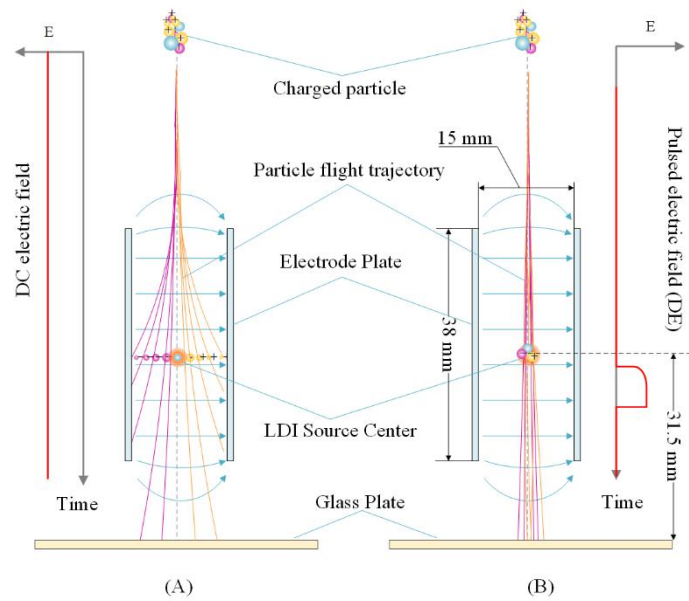 E
E
Charged particle
15 mm
DC electric field
Particle flight trajectory
Pulsed electric field (DE)
Electrode Plate
38 mm
LDI Source Center
31.5 mm
Time
Glass Plate
Time
(A)
(B)